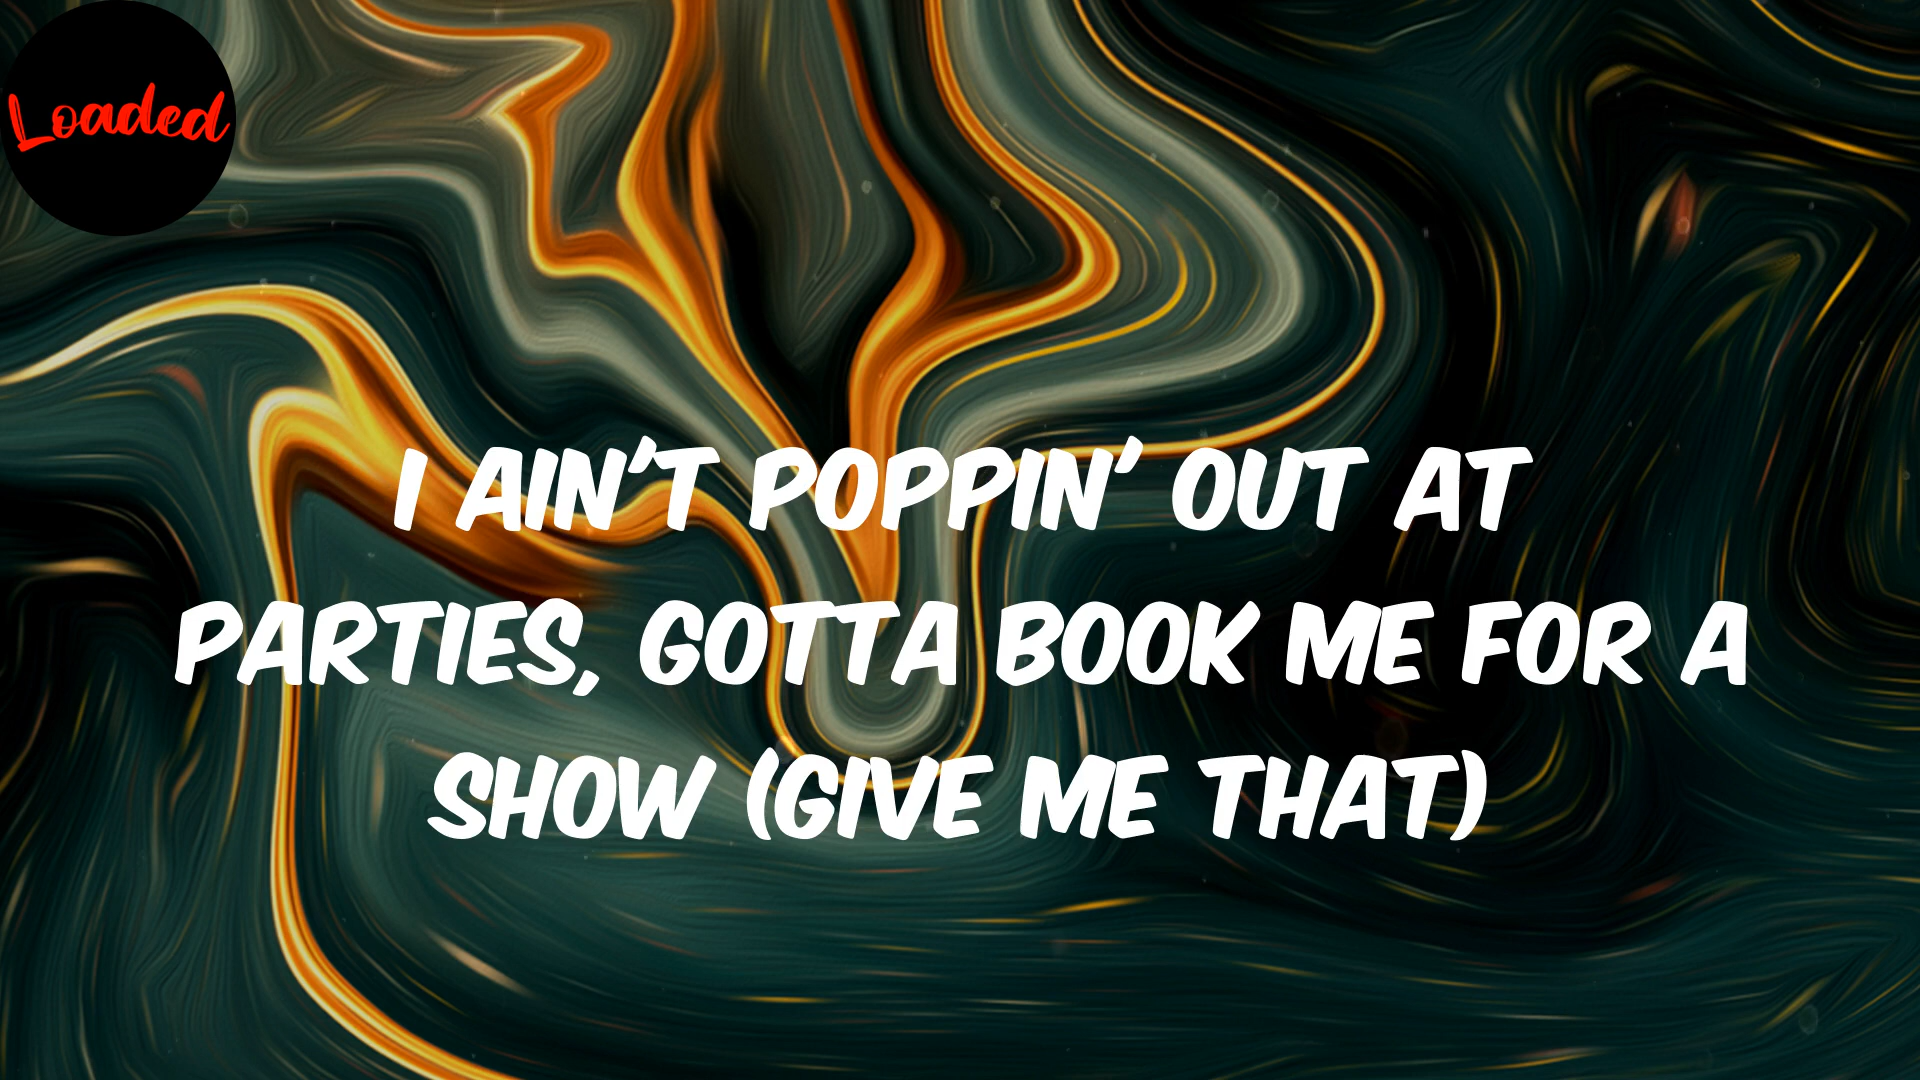 Loaded
I AIN'T POPPIN' OUT AT
PARTIES, GOTTA BOOK ME FOR A
SHOW (GIVE ME THAT)